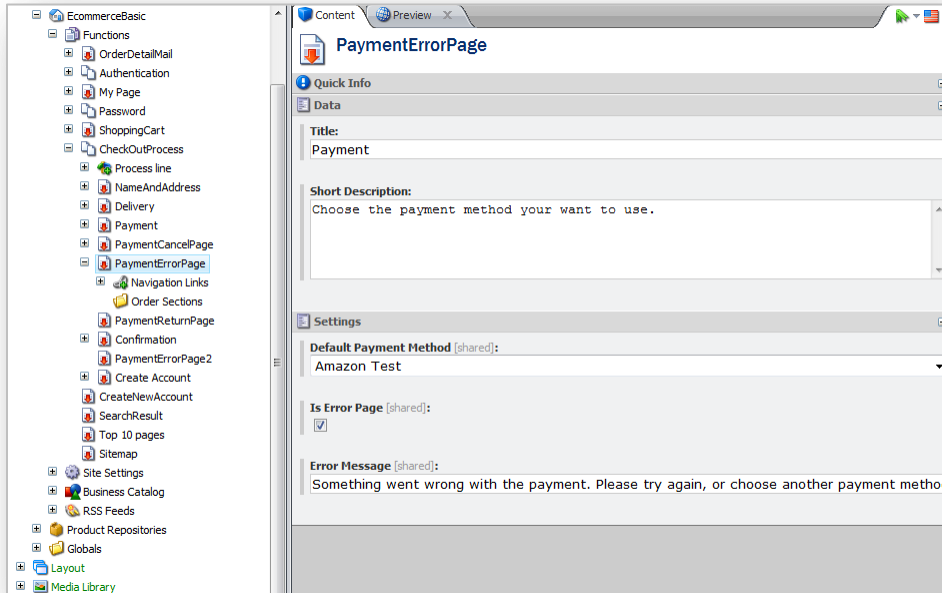 EcommerceBasic
Functions
OrderDetailMail
Authentication
My Page
Password
ShoppingCart
CheckOutProcess
Process line
NameAndAddress
Delivery
Payment
PaymentCancelPage
PaymentErrorPage
Navigation Links
Order Sections
PaymentReturnPage
Confirmation
PaymentErrorPage2
Create Account
CreateNewAccount
SearchResult
Top 10 pages
Sitemap
Site Settings
Business Catalog
RSS Feeds
Product Repositories
Globals
Layout
Media Library
Content Preview X
PaymentErrorPage
Quick Info
Data
Title:
Payment
Short Description:
Choose the payment method your want to use.
Settings
Default Payment Method [shared]:
Amazon Test
Is Error Page [shared]:
Error Message [shared]:
Something went wrong with the payment. Please try again, or choose another payment metho